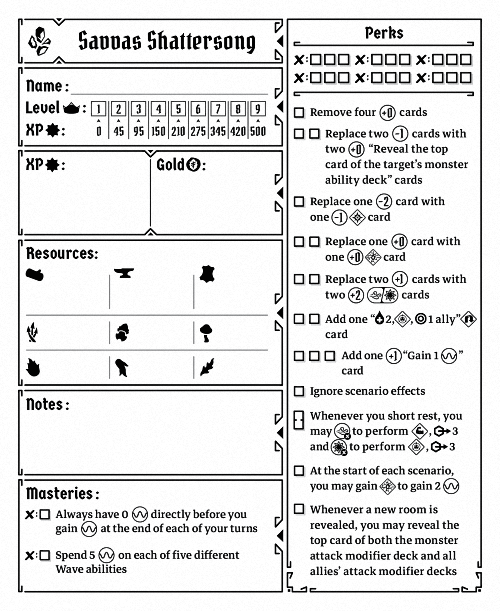 Savvas Shattersong
Name:
Level :
1 2 3 4 5 6 7 8 9
XP :
0 45 95 150 210 275 345 420 500
XP :
Gold :
Resources:
Notes:
Masteries:
Always have 0 directly before you
gain at the end of each of your turns
Spend 5 on each of five different
Wave abilities
Perks
Remove four +0 cards
Replace two -1 cards with
two +0 “Reveal the top
card of the target’s monster
ability deck” cards
Replace one -2 card with
one -1 card
Replace one +0 card with
one +0 card
Replace two +1 cards with
two +2 cards
Add one “ 2, , 1 ally”
card
Add one +1 “Gain 1 ”
card
Ignore scenario effects
Whenever you short rest, you
may to perform , 3
and to perform , 3
At the start of each scenario,
you may gain to gain 2
Whenever a new room is
revealed, you may reveal the
top card of both the monster
attack modifier deck and all
allies’ attack modifier decks